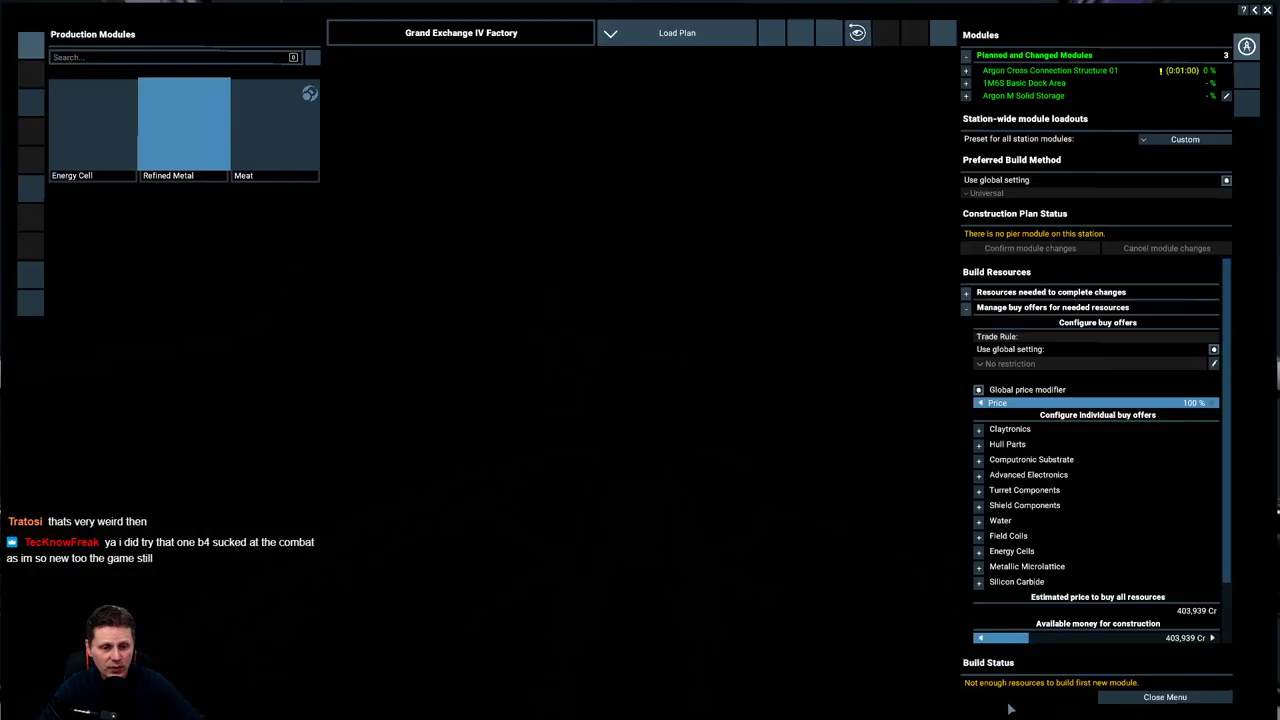 Production Modules
Search...
0
Energy Cell
Refined Metal
Meat
Grand Exchange IV Factory
Load Plan
? 
Modules
- Planned and Changed Modules 3
+ Argon Cross Connection Structure 01 ! (0:01:00) 0 %
+ 1M6S Basic Dock Area - %
+ Argon M Solid Storage - %
Station-wide module loadouts
Preset for all station modules: Custom
Preferred Build Method
Use global setting
Universal
Construction Plan Status
There is no pier module on this station.
Confirm module changes Cancel module changes
Build Resources
+ Resources needed to complete changes
- Manage buy offers for needed resources
Configure buy offers
Trade Rule:
Use global setting:
No restriction
Global price modifier
Price 100 %
Configure individual buy offers
+ Claytronics
+ Hull Parts
+ Computronic Substrate
+ Advanced Electronics
+ Turret Components
+ Shield Components
+ Water
+ Field Coils
+ Energy Cells
+ Metallic Microlattice
+ Silicon Carbide
Estimated price to buy all resources
403,939 Cr
Available money for construction
403,939 Cr
Build Status
Not enough resources to build first new module.
Close Menu
Tratosi thats very weird then
TecKnowFreak ya i did try that one b4 sucked at the combat
as im so new too the game still